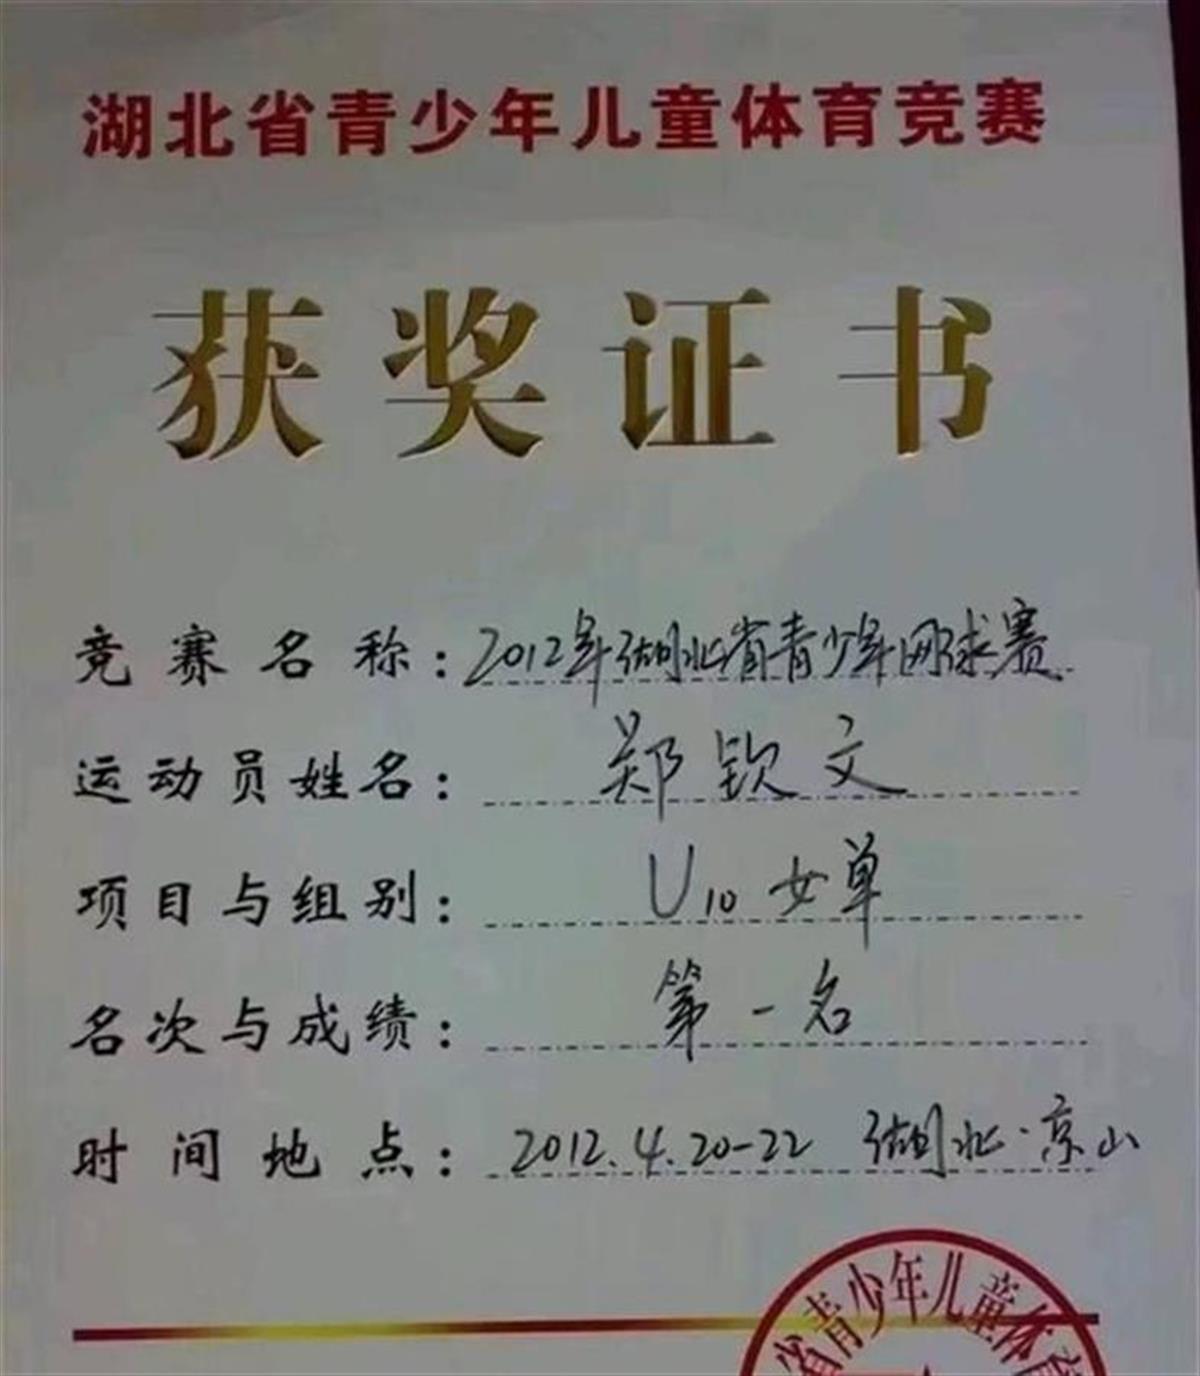 湖北省青少年儿童体育竞赛
获奖证书
竞赛名称：2012年湖北省青少年网球赛
运动员姓名：郑钦文
项目与组别：U10 女单
名次与成绩：第一名
时间地点：2012.4.20-22 湖北·京山
省青少年儿童体育